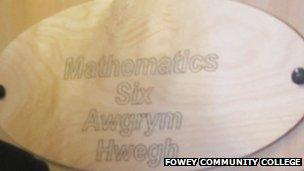 Mathematics
Six
Awgrym
Hwegh
FOWEY COMMUNITY COLLEGE